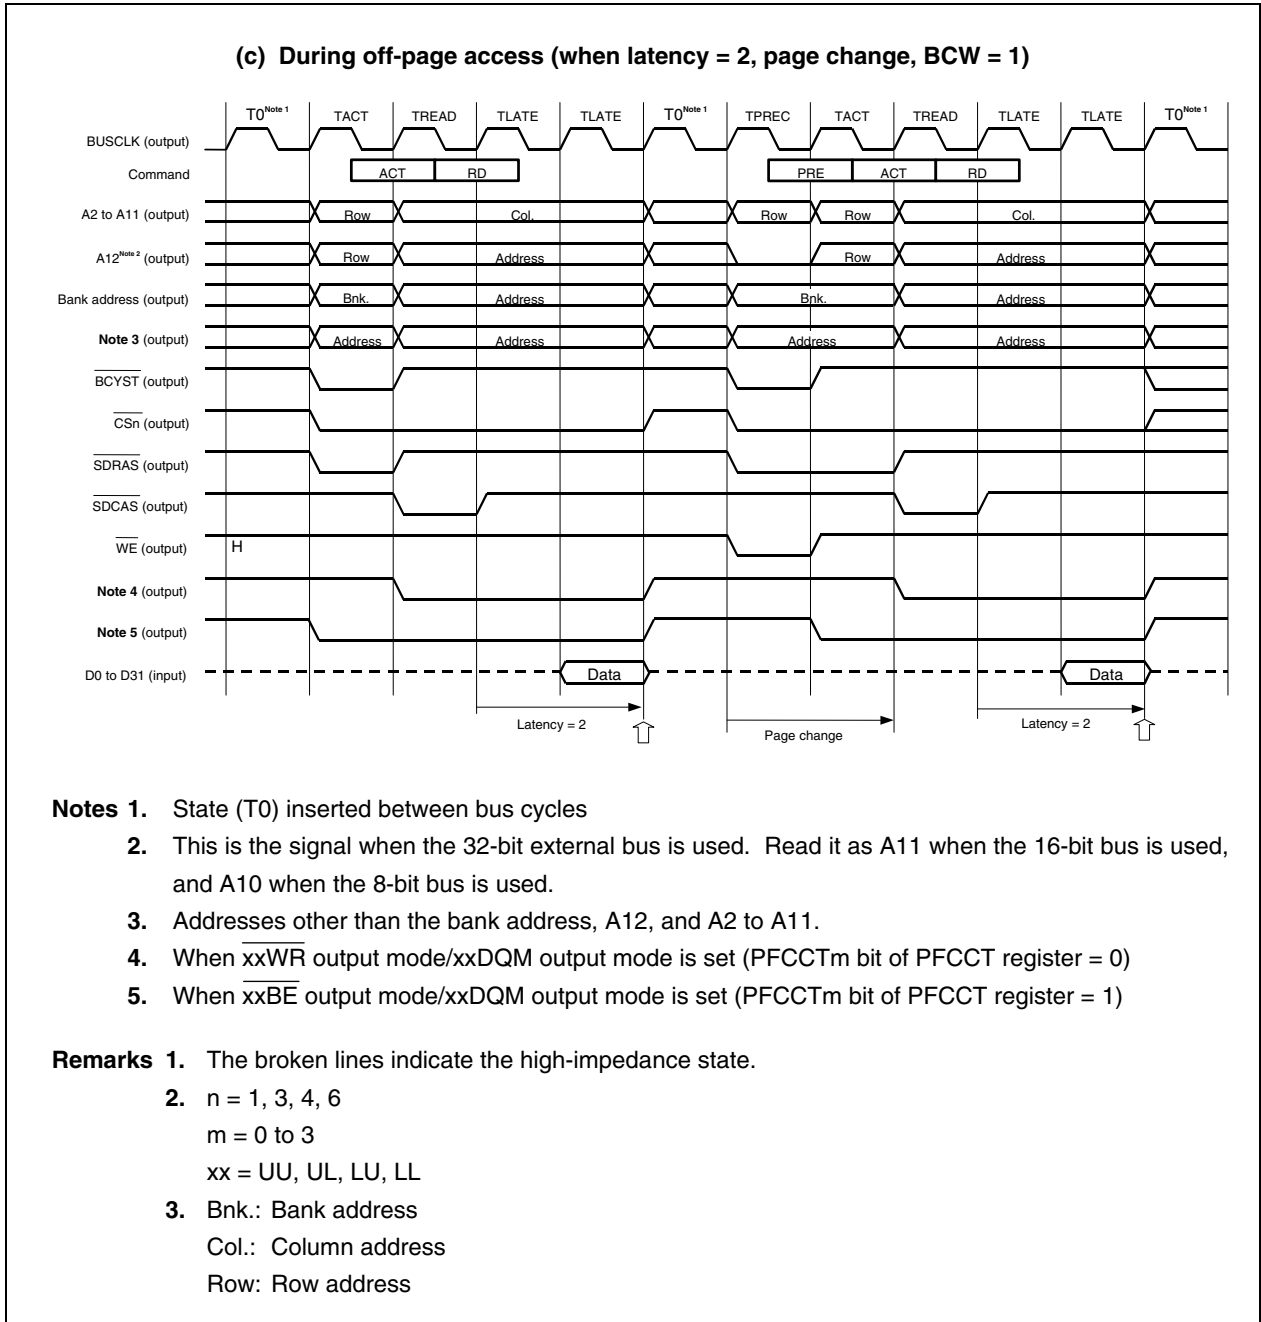 (c) During off-page access (when latency = 2, page change, BCW = 1)
T0Note 1 TACT TREAD TLATE TLATE T0Note 1 TPREC TACT TREAD TLATE TLATE T0Note 1
BUSCLK (output)
Command ACT RD PRE ACT RD
A2 to A11 (output) Row Col. Row Row Col.
A12Note 2 (output) Row Address Row Address
Bank address (output) Bnk. Address Bnk. Address
Note 3 (output) Address Address Address Address
BCYST (output)
CSn (output)
SDRAS (output)
SDCAS (output)
WE (output) H
Note 4 (output)
Note 5 (output)
D0 to D31 (input) Data Data
Latency = 2 Page change Latency = 2
Notes 1. State (T0) inserted between bus cycles
2. This is the signal when the 32-bit external bus is used. Read it as A11 when the 16-bit bus is used,
and A10 when the 8-bit bus is used.
3. Addresses other than the bank address, A12, and A2 to A11.
4. When xxWR output mode/xxDQM output mode is set (PFCCTm bit of PFCCT register = 0)
5. When xxBE output mode/xxDQM output mode is set (PFCCTm bit of PFCCT register = 1)
Remarks 1. The broken lines indicate the high-impedance state.
2. n = 1, 3, 4, 6
m = 0 to 3
xx = UU, UL, LU, LL
3. Bnk.: Bank address
Col.: Column address
Row: Row address